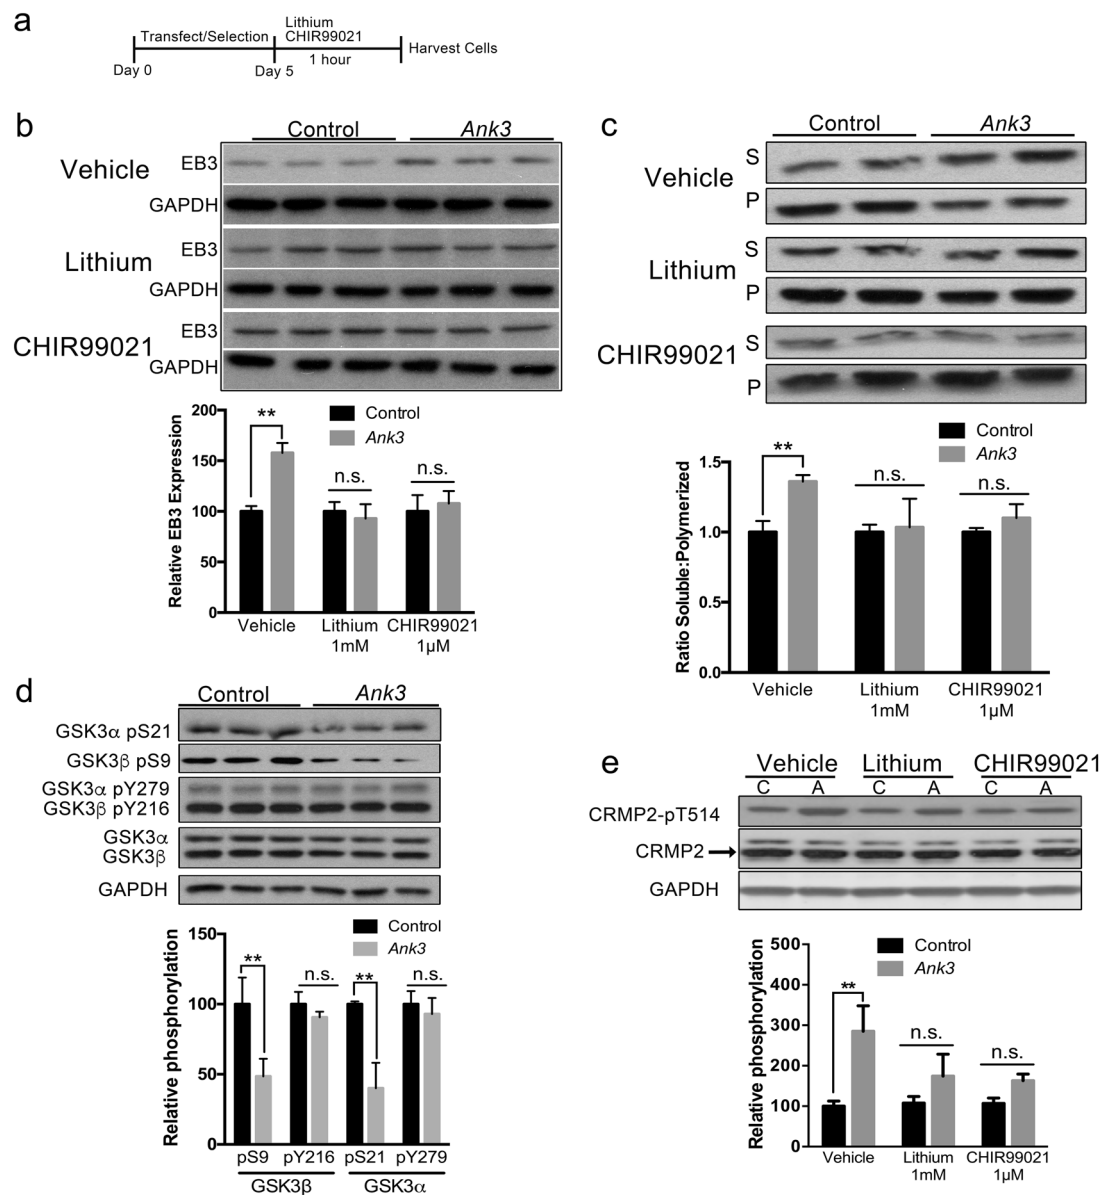 a
Transfect/Selection
Lithium
CHIR99021
1 hour
Harvest Cells
Day 0
Day 5
b
Control Ank3
Vehicle
EB3
GAPDH
Lithium
EB3
GAPDH
CHIR99021
EB3
GAPDH
Relative EB3 Expression
200
150
100
50
0
**
n.s.
n.s.
Control
Ank3
Vehicle Lithium CHIR99021
1mM 1µM
c
Control Ank3
Vehicle
S
P
Lithium
S
P
CHIR99021
S
P
Control
Ank3
Ratio Soluble:Polymerized
1.5
1.0
0.5
0.0
**
n.s.
n.s.
Vehicle Lithium CHIR99021
1mM 1µM
d
Control Ank3
GSK3α pS21
GSK3β pS9
GSK3α pY279
GSK3β pY216
GSK3α
GSK3β
GAPDH
Control
Ank3
Relative phosphorylation
150
100
50
0
**
n.s.
**
n.s.
pS9 pY216 pS21 pY279
GSK3β GSK3α
e
Vehicle Lithium CHIR99021
C A C A C A
CRMP2-pT514
CRMP2
GAPDH
Control
Ank3
Relative phosphorylation
500
400
300
200
100
0
**
n.s.
n.s.
Vehicle Lithium CHIR99021
1mM 1µM